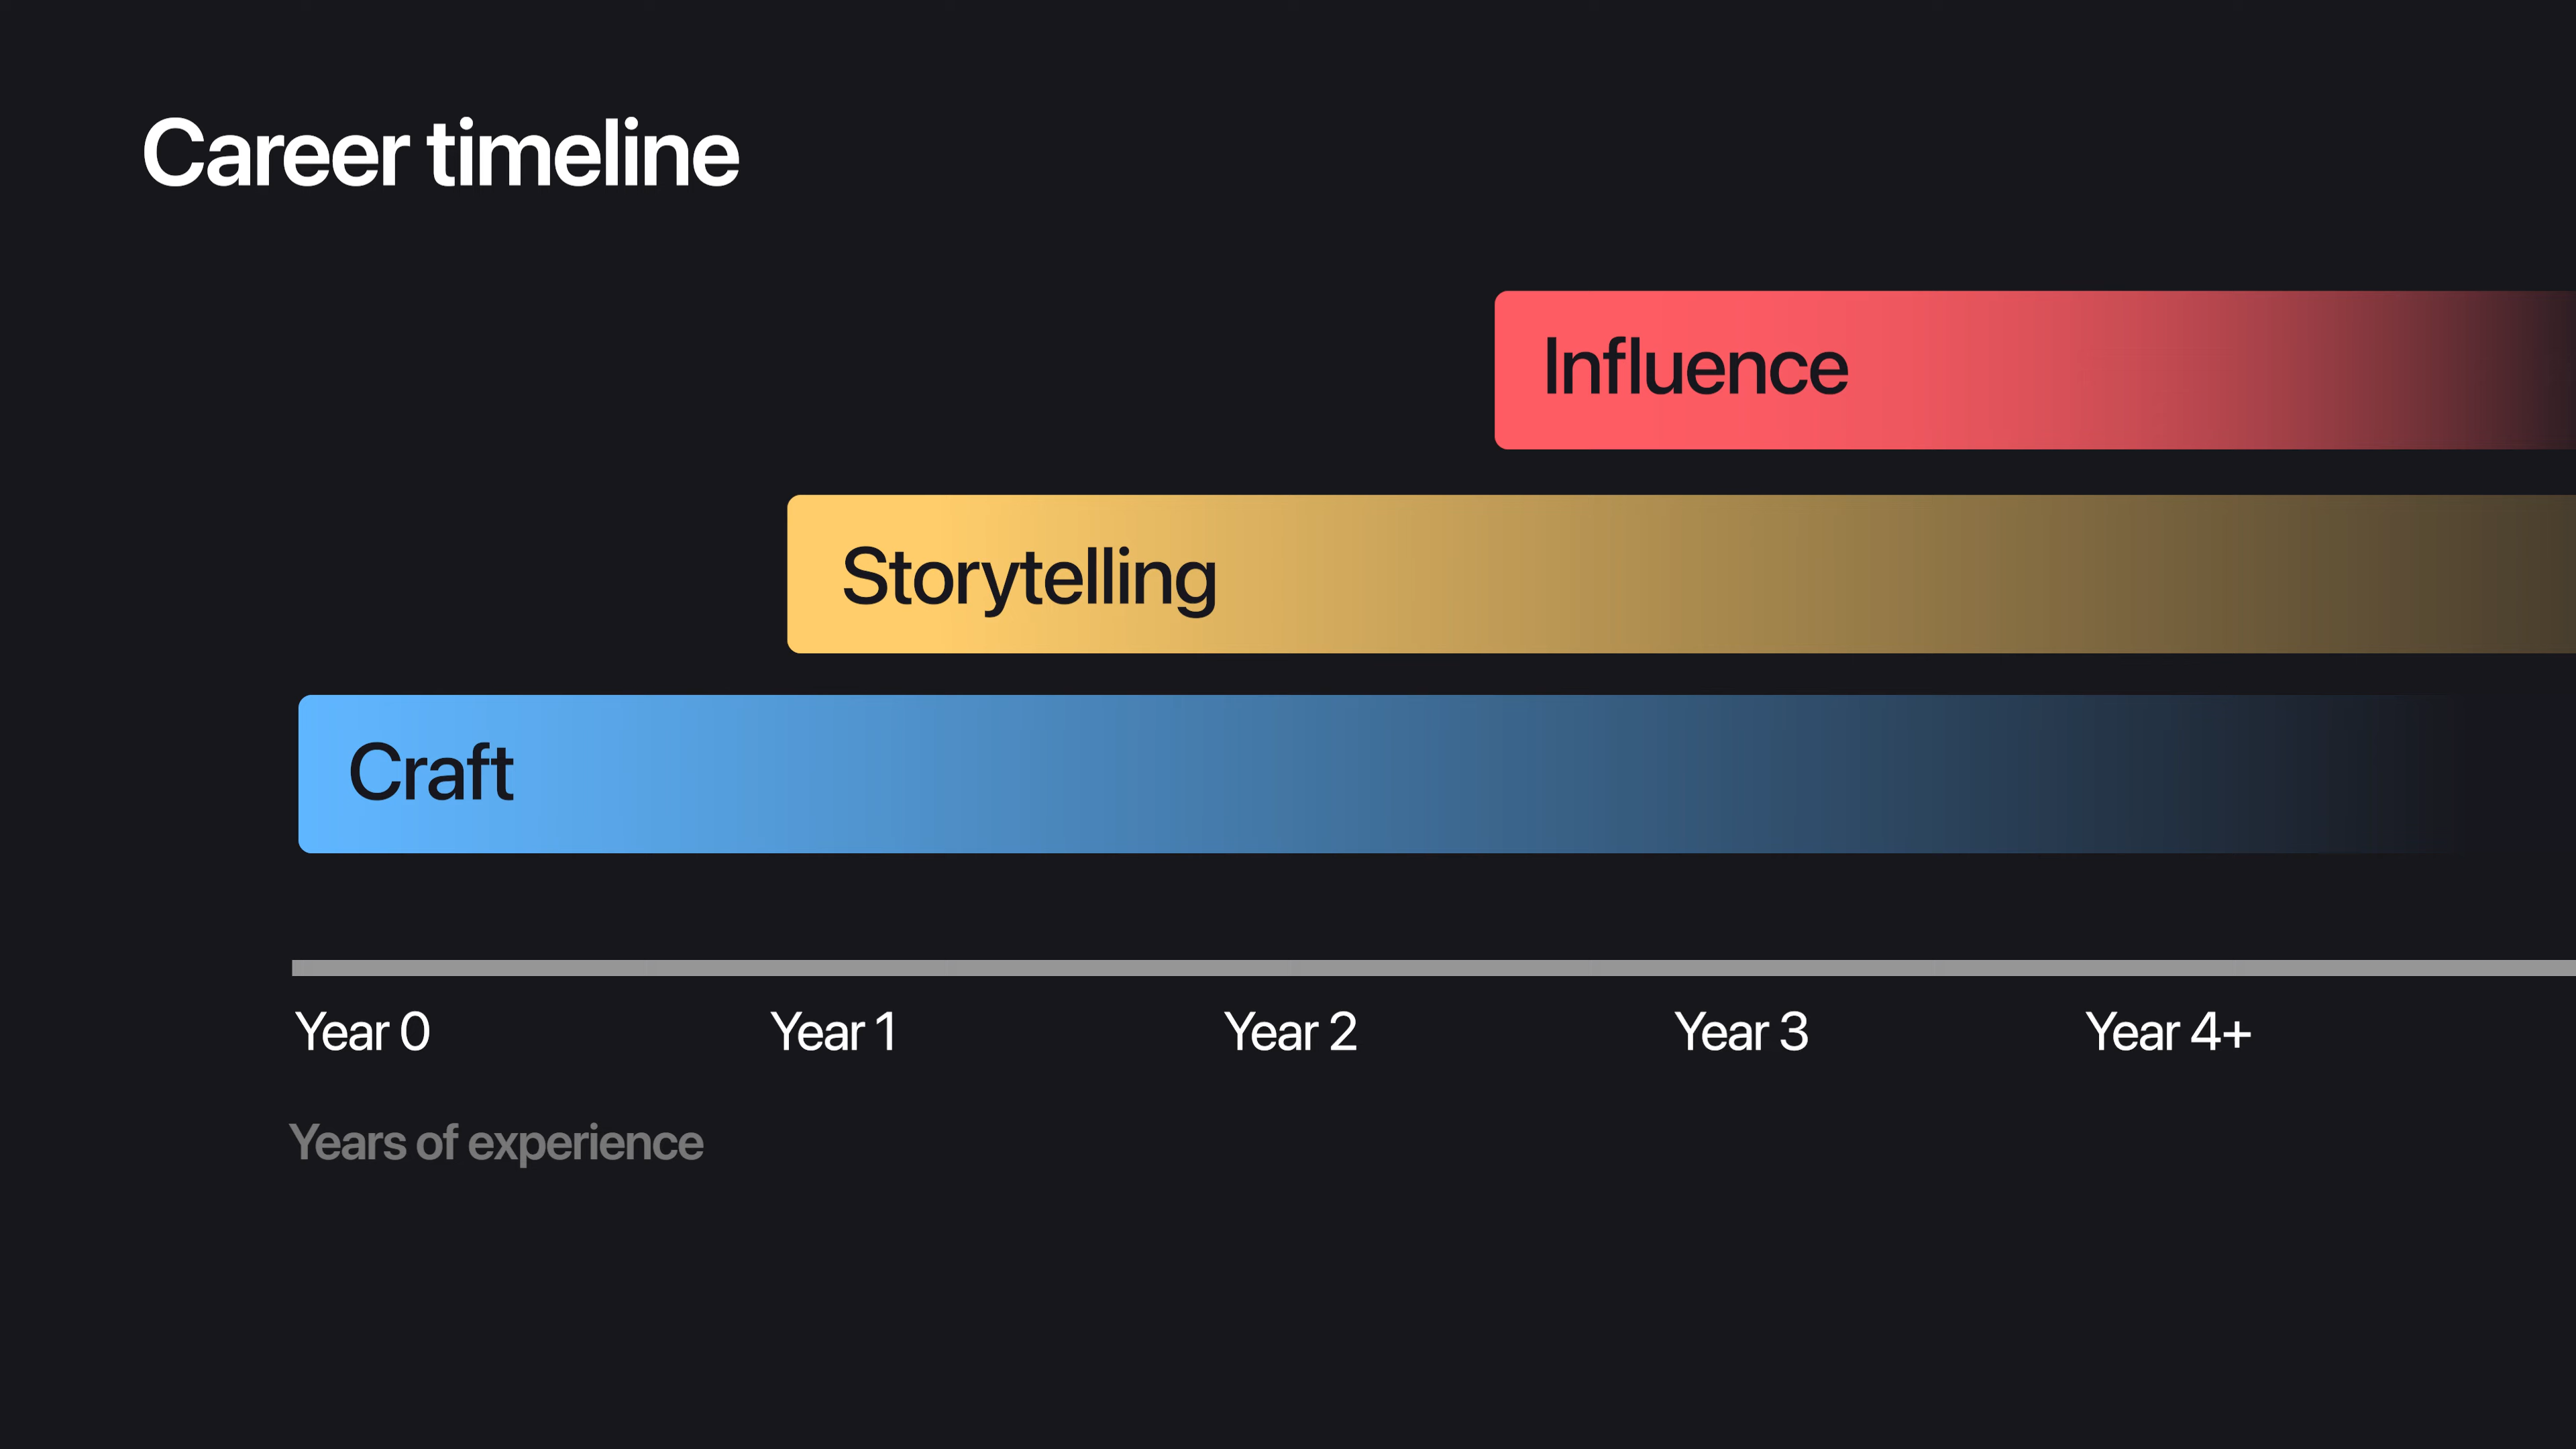 Career timeline
Influence
Storytelling
Craft
Year 0
Year 1
Year 2
Year 3
Year 4+
Years of experience